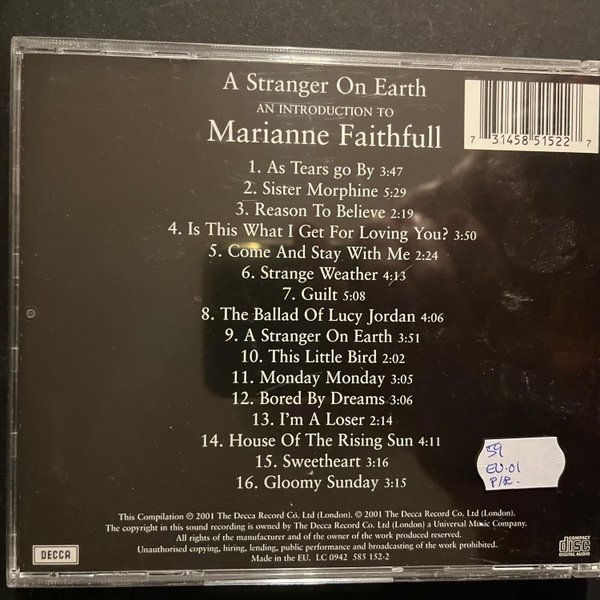 A Stranger On Earth
AN INTRODUCTION TO
Marianne Faithfull
7 31458 51522 7
1. As Tears go By 3:47
2. Sister Morphine 5:29
3. Reason To Believe 2:19
4. Is This What I Get For Loving You? 3:50
5. Come And Stay With Me 2:24
6. Strange Weather 4:13
7. Guilt 5:08
8. The Ballad Of Lucy Jordan 4:06
9. A Stranger On Earth 3:51
10. This Little Bird 2:02
11. Monday Monday 3:05
12. Bored By Dreams 3:06
13. I'm A Loser 2:14
14. House Of The Rising Sun 4:11
15. Sweetheart 3:16
16. Gloomy Sunday 3:15
59
EU.01
P/R.
This Compilation ℗ 2001 The Decca Record Co. Ltd (London). © 2001 The Decca Record Co. Ltd (London).
The copyright in this sound recording is owned by The Decca Record Co. Ltd (London) a Universal Music Company.
All rights of the manufacturer and of the owner of the work produced reserved.
Unauthorised copying, hiring, lending, public performance and broadcasting of the work prohibited.
Made in the EU. LC 0942 585 152-2
DECCA
COMPACT
disc
DIGITAL AUDIO